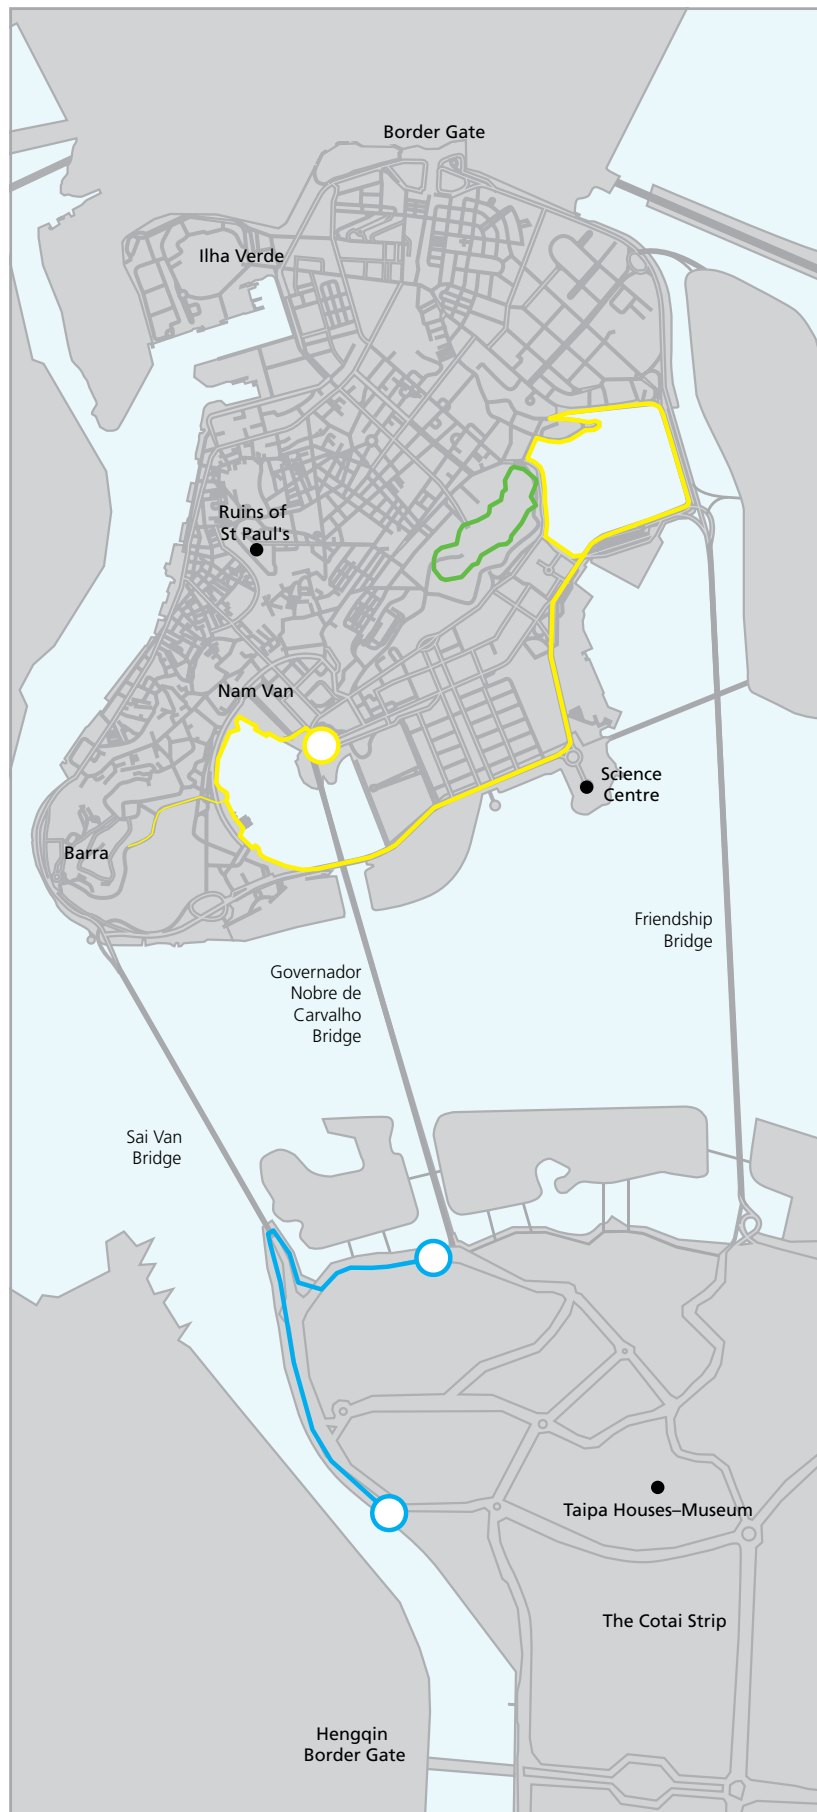 Border Gate
Ilha Verde
Ruins of
St Paul's
Nam Van
Science
Centre
Barra
Friendship
Bridge
Governador
Nobre de
Carvalho
Bridge
Sai Van
Bridge
Taipa Houses–Museum
The Cotai Strip
Hengqin
Border Gate